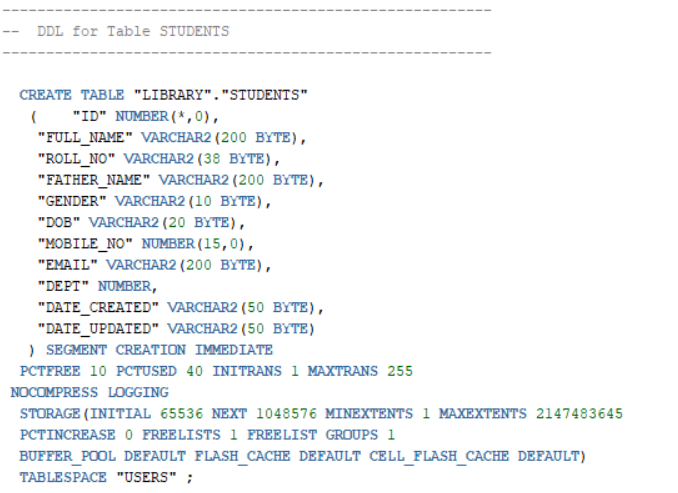 --------------------------------------------------------
--  DDL for Table STUDENTS
--------------------------------------------------------

  CREATE TABLE "LIBRARY"."STUDENTS"
   (    "ID" NUMBER(*,0),
    "FULL_NAME" VARCHAR2(200 BYTE),
    "ROLL_NO" VARCHAR2(38 BYTE),
    "FATHER_NAME" VARCHAR2(200 BYTE),
    "GENDER" VARCHAR2(10 BYTE),
    "DOB" VARCHAR2(20 BYTE),
    "MOBILE_NO" NUMBER(15,0),
    "EMAIL" VARCHAR2(200 BYTE),
    "DEPT" NUMBER,
    "DATE_CREATED" VARCHAR2(50 BYTE),
    "DATE_UPDATED" VARCHAR2(50 BYTE)
   ) SEGMENT CREATION IMMEDIATE
  PCTFREE 10 PCTUSED 40 INITRANS 1 MAXTRANS 255
 NOCOMPRESS LOGGING
  STORAGE(INITIAL 65536 NEXT 1048576 MINEXTENTS 1 MAXEXTENTS 2147483645
  PCTINCREASE 0 FREELISTS 1 FREELIST GROUPS 1
  BUFFER_POOL DEFAULT FLASH_CACHE DEFAULT CELL_FLASH_CACHE DEFAULT)
  TABLESPACE "USERS" ;